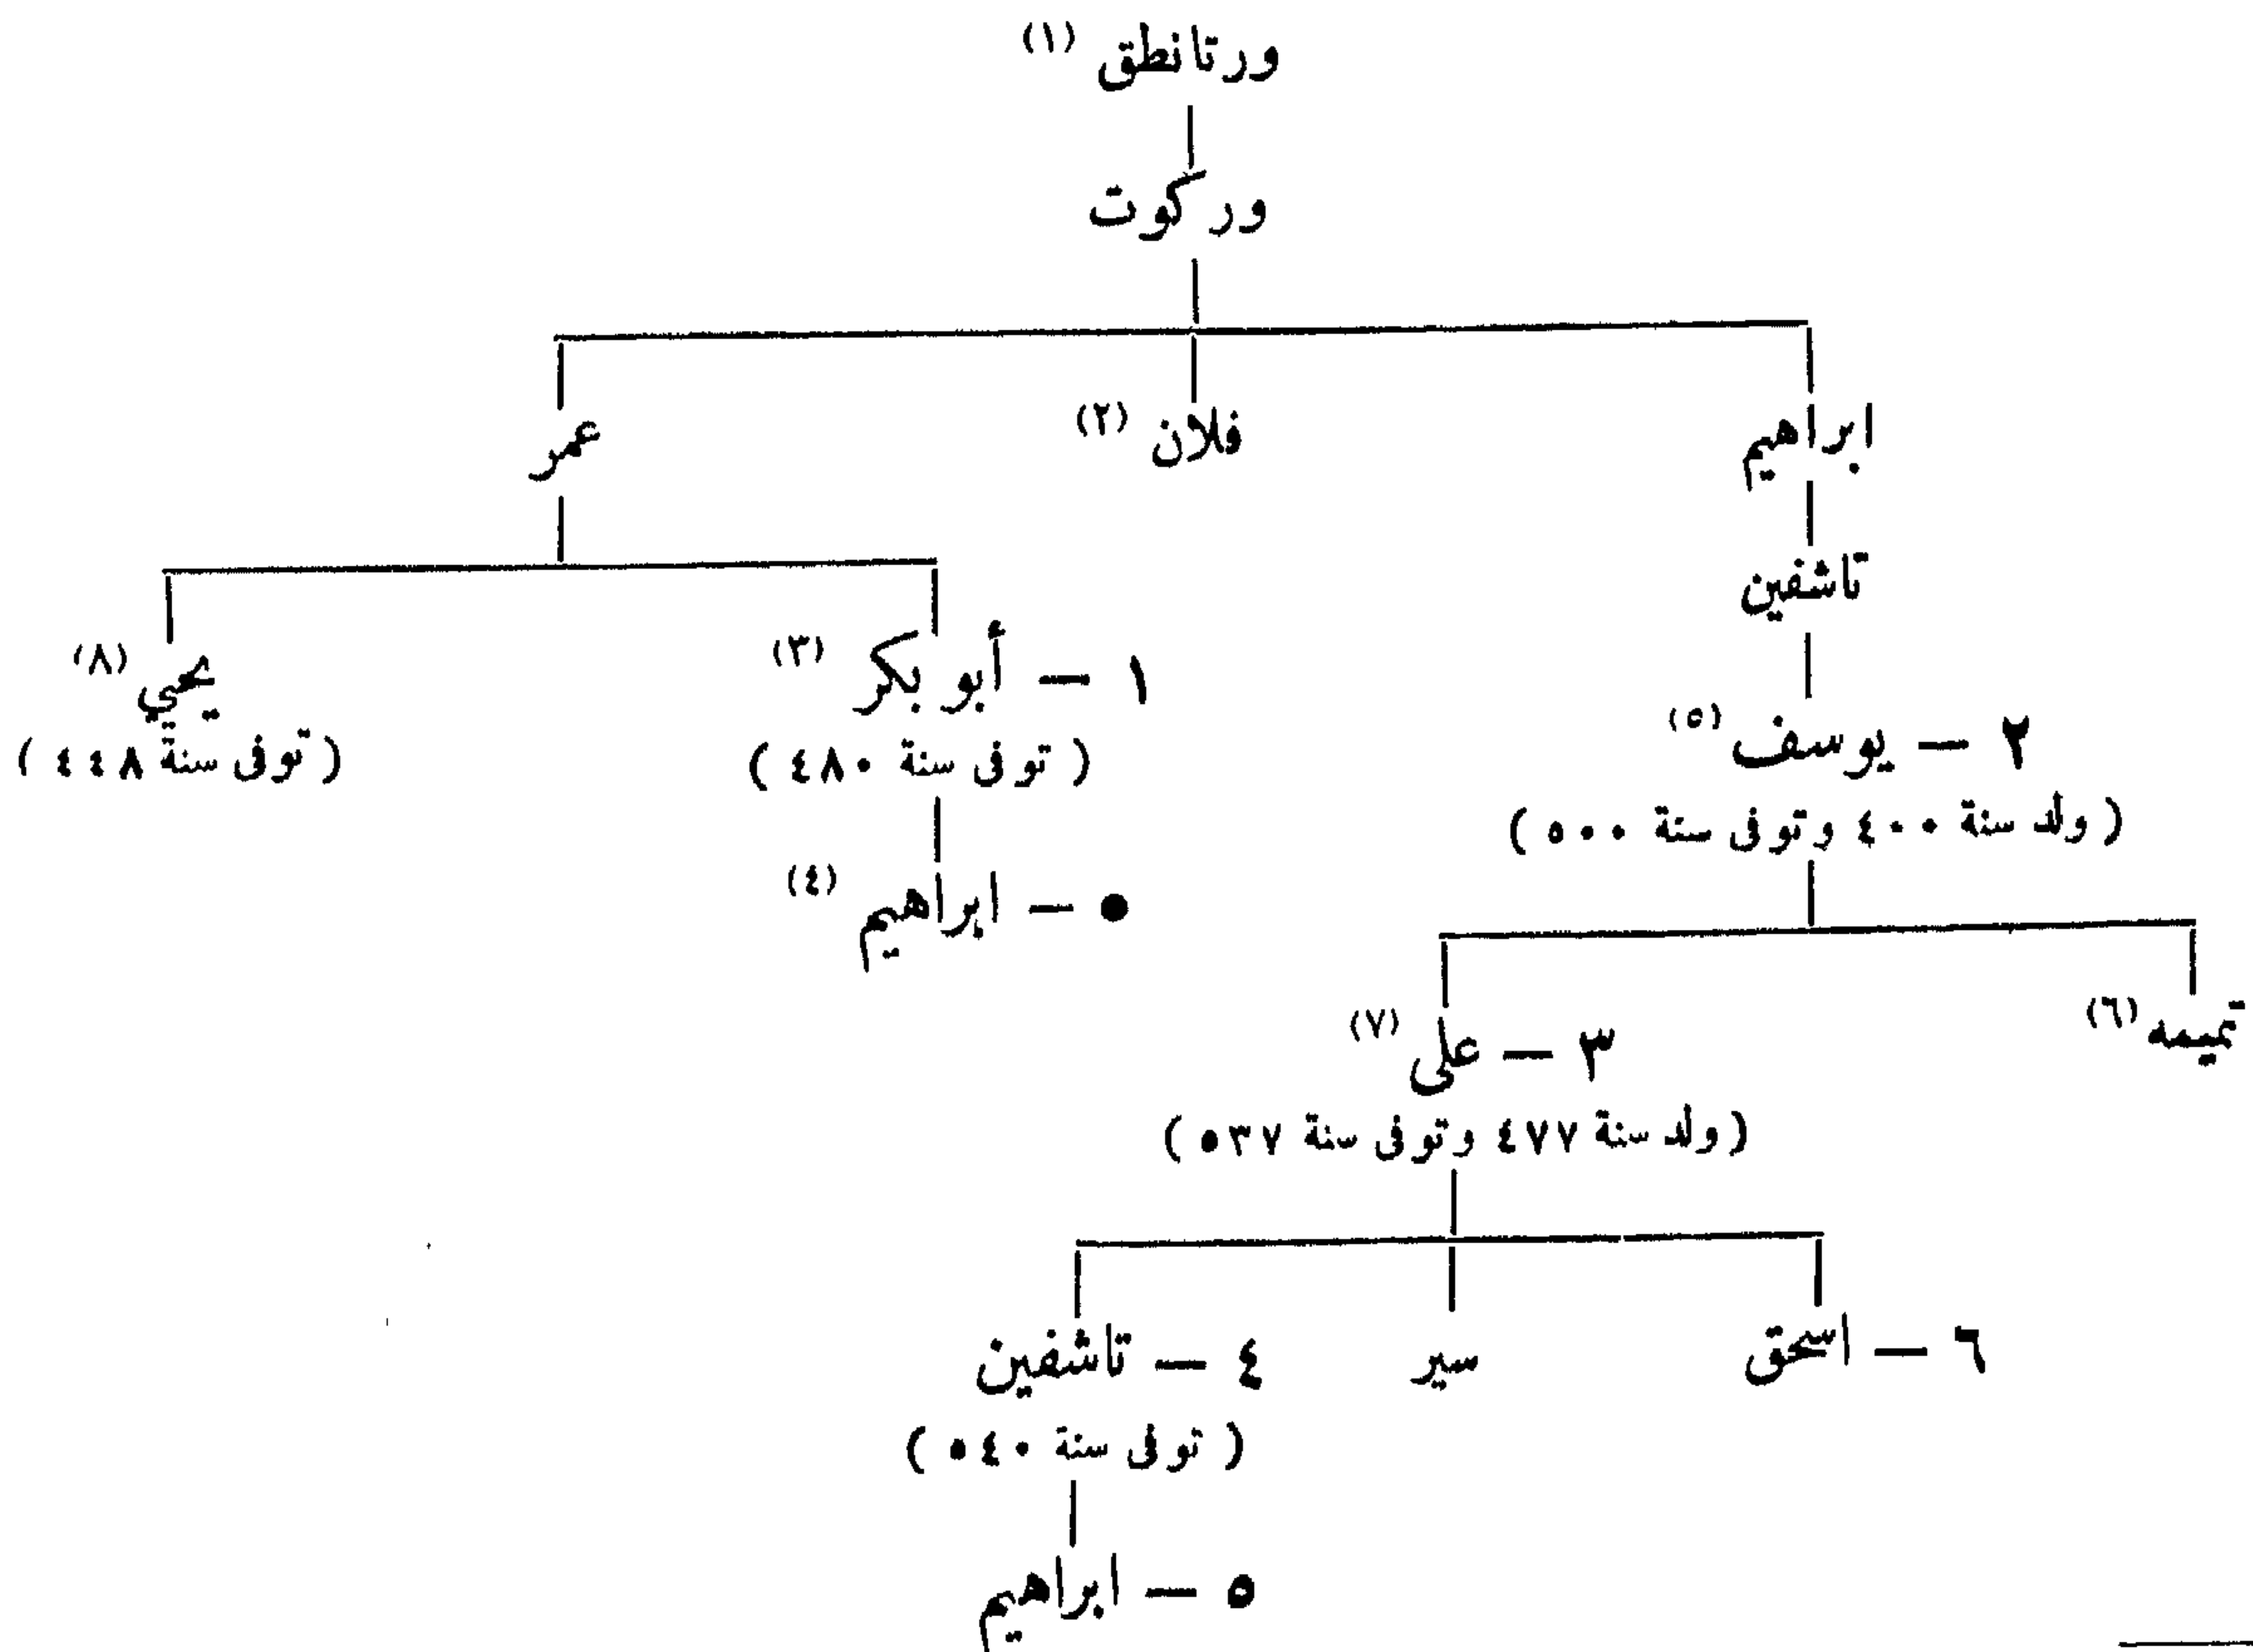 ورتانطق (١)
وركوت
ابراهيم
فلان (٢)
عمر
تاشفين
١ – أبو بكر (٣)
يحيي (٨)
(توفى سنة ٤٨٠)
(توفى سنة ٤٤٨)
٢ – يوسف (٥)
(ولد سنة ٤٠٠ وتوفى سنة ٥٠٠)
● – ابراهيم (٤)
تميمه (٦)
٣ – على (٧)
(ولد سنة ٤٧٧ وتوفى سنة ٥٣٧)
٦ – اسحق
سير
٤ – تاشفين
(توفى سنة ٥٤٠)
٥ – ابراهيم